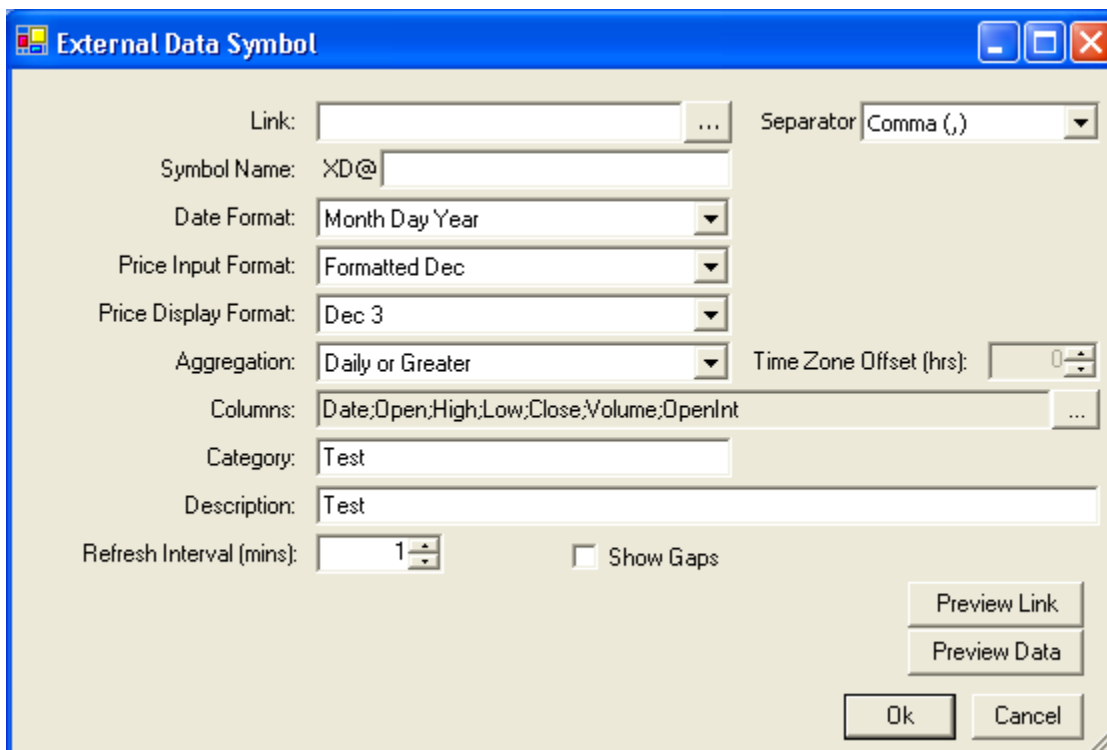 External Data Symbol
Link: ... Separator Comma (,)
Symbol Name: XD@
Date Format: Month Day Year
Price Input Format: Formatted Dec
Price Display Format: Dec 3
Aggregation: Daily or Greater Time Zone Offset (hrs): 0
Columns: Date;Open;High;Low;Close;Volume;OpenInt ...
Category: Test
Description: Test
Refresh Interval (mins): 1 Show Gaps
Preview Link
Preview Data
Ok Cancel